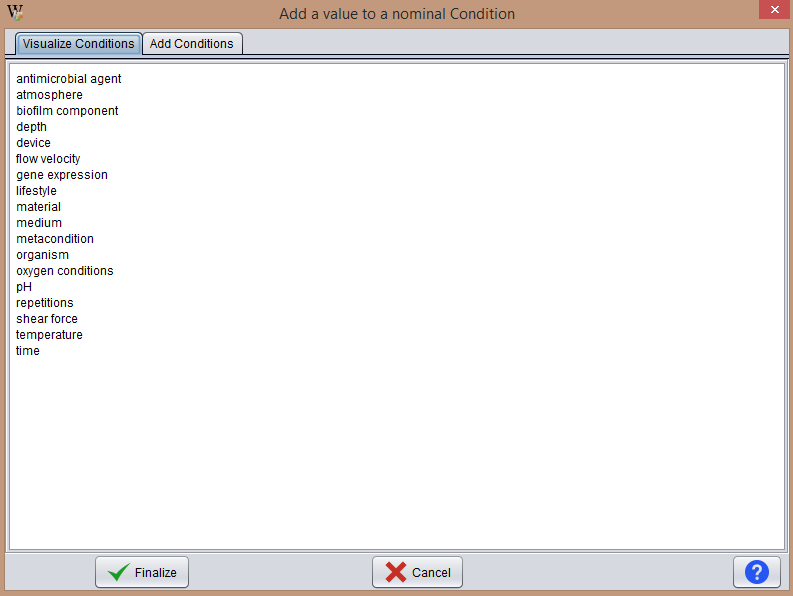 W
Add a value to a nominal Condition
Visualize Conditions
Add Conditions
antimicrobial agent
atmosphere
biofilm component
depth
device
flow velocity
gene expression
lifestyle
material
medium
metacondition
organism
oxygen conditions
pH
repetitions
shear force
temperature
time
Finalize
Cancel
?